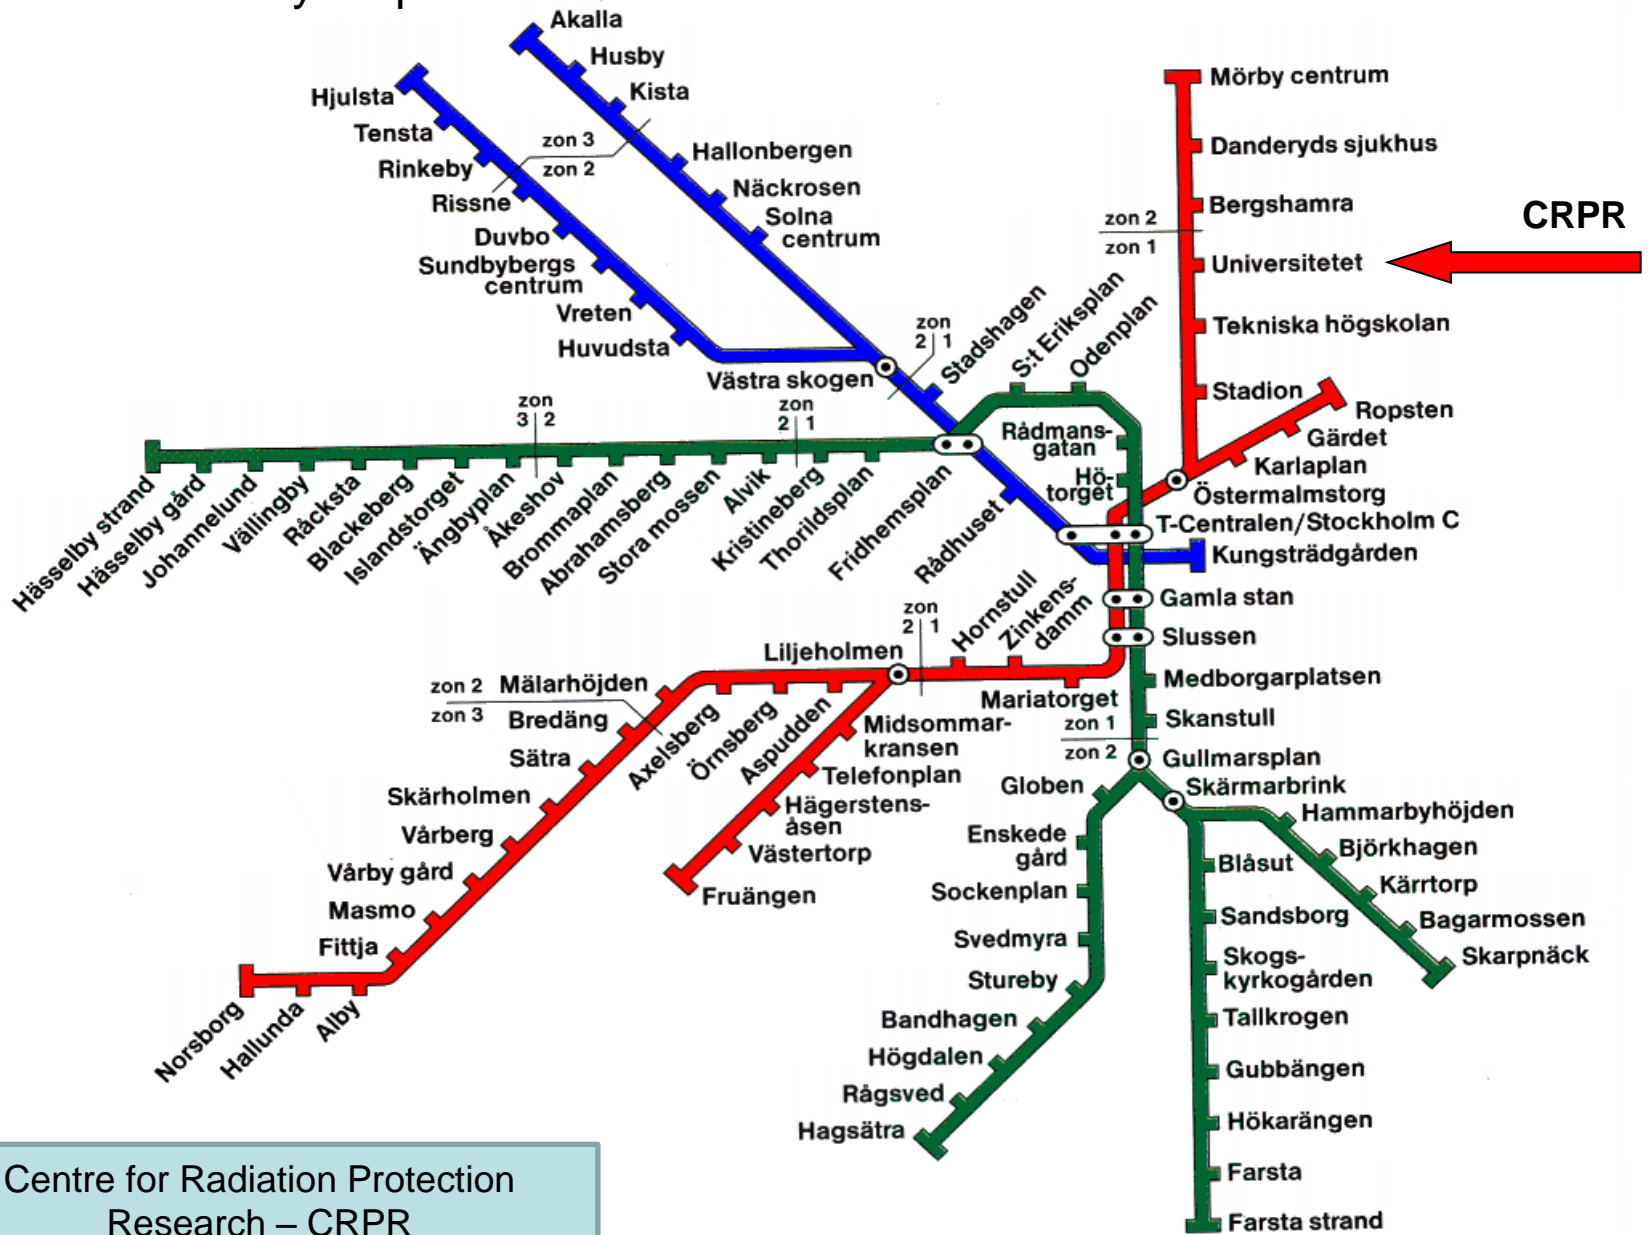 Akalla
Husby
Kista
Hallonbergen
Näckrosen
Solna
centrum
Hjulsta
Tensta
Rinkeby
Rissne
Duvbo
Sundbybergs
centrum
Vreten
Huvudsta
zon 3
zon 2
Västra skogen
zon
2 1
Stadshagen
S:t Eriksplan
Odenplan
Mörby centrum
Danderyds sjukhus
Bergshamra
zon 2
zon 1
Universitetet
CRPR
Tekniska högskolan
Stadion
Ropsten
Gärdet
Karlaplan
Östermalmstorg
Rådmans-
gatan
Hö-
torget
T-Centralen/Stockholm C
Kungsträdgården
Gamla stan
Slussen
Medborgarplatsen
Skanstull
zon
3 2
zon
2 1
Hässelby strand
Hässelby gård
Johannelund
Vällingby
Råcksta
Blackeberg
Islandstorget
Ängbyplan
Åkeshov
Brommaplan
Abrahamsberg
Stora mossen
Alvik
Kristineberg
Thorildsplan
Fridhemsplan
Rådhuset
zon
2 1
Hornstull
Zinkens-
damm
Mariatorget
Liljeholmen
zon 2
zon 3
Mälarhöjden
Bredäng
Sätra
Skärholmen
Vårberg
Vårby gård
Masmo
Fittja
Norsborg
Hallunda
Alby
Axelsberg
Örnsberg
Aspudden
Midsommar-
kransen
Telefonplan
Hägerstens-
åsen
Västertorp
Fruängen
zon 1
zon 2
Gullmarsplan
Skärmarbrink
Globen
Enskede
gård
Sockenplan
Svedmyra
Stureby
Bandhagen
Högdalen
Rågsved
Hagsätra
Hammarbyhöjden
Björkhagen
Kärrtorp
Bagarmossen
Skarpnäck
Blåsut
Sandsborg
Skogs-
kyrkogården
Tallkrogen
Gubbängen
Hökarängen
Farsta
Farsta strand
Centre for Radiation Protection
Research – CRPR